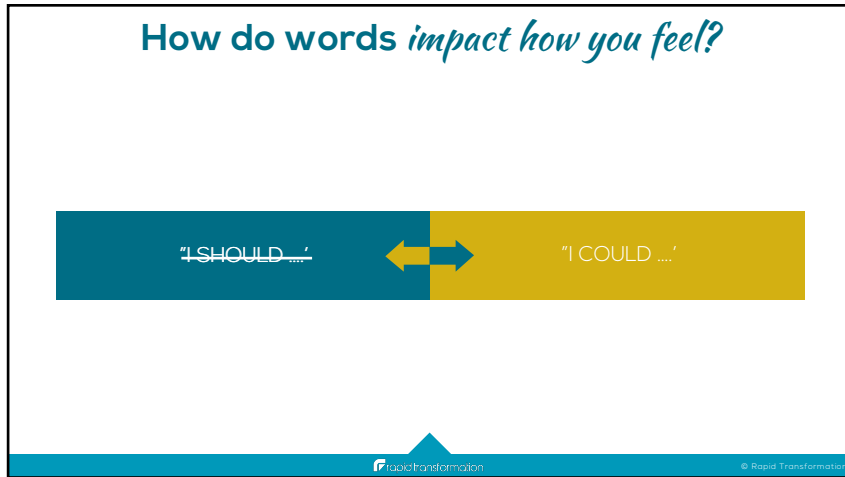 How do words impact how you feel?
"I SHOULD ....' "I COULD ....'
rapidtransformation
© Rapid Transformation